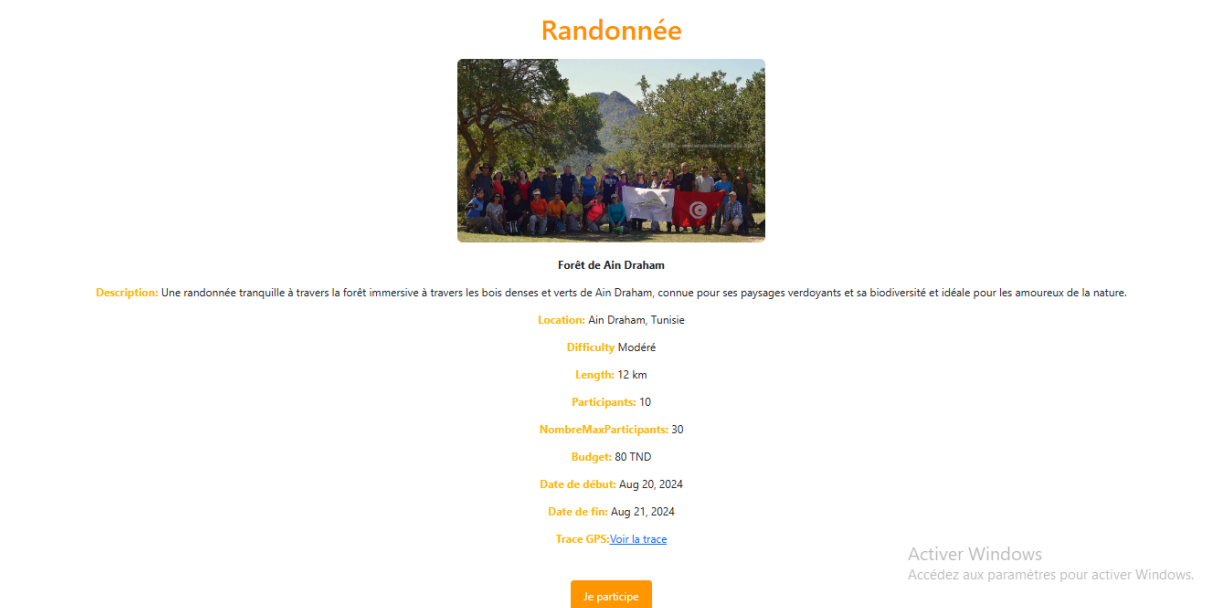 Randonnée
Forêt de Ain Draham
Description: Une randonnée tranquille à travers la forêt immersive à travers les bois denses et verts de Ain Draham, connue pour ses paysages verdoyants et sa biodiversité et idéale pour les amoureux de la nature.
Location: Ain Draham, Tunisie
Difficulty Modéré
Length: 12 km
Participants: 10
NombreMaxParticipants: 30
Budget: 80 TND
Date de début: Aug 20, 2024
Date de fin: Aug 21, 2024
Trace GPS:Voir la trace
Activer Windows
Accédez aux paramètres pour activer Windows.
Je participe